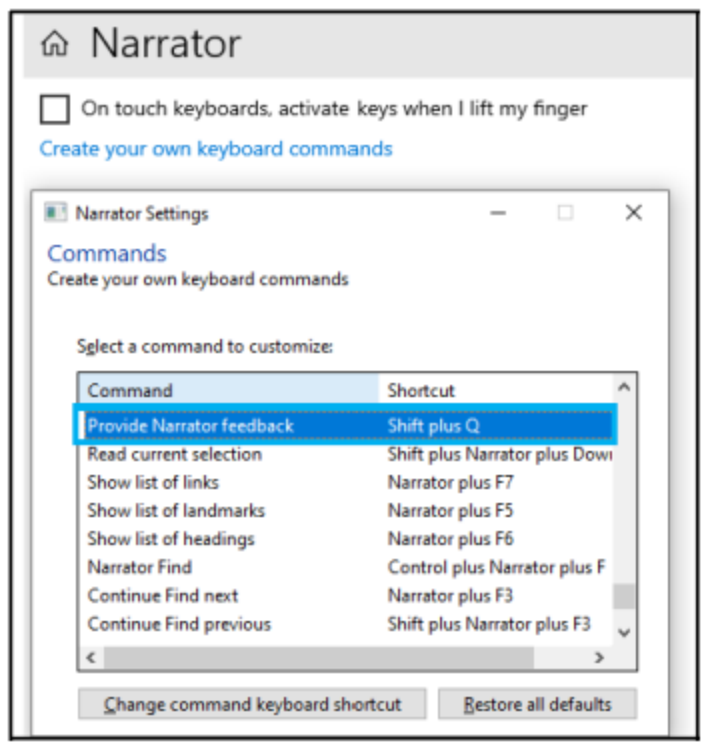 Narrator
On touch keyboards, activate keys when I lift my finger
Create your own keyboard commands
Narrator Settings
Commands
Create your own keyboard commands
Select a command to customize:
Command Shortcut
Provide Narrator feedback Shift plus Q
Read current selection Shift plus Narrator plus Down
Show list of links Narrator plus F7
Show list of landmarks Narrator plus F5
Show list of headings Narrator plus F6
Narrator Find Control plus Narrator plus F
Continue Find next Narrator plus F3
Continue Find previous Shift plus Narrator plus F3
Change command keyboard shortcut Restore all defaults